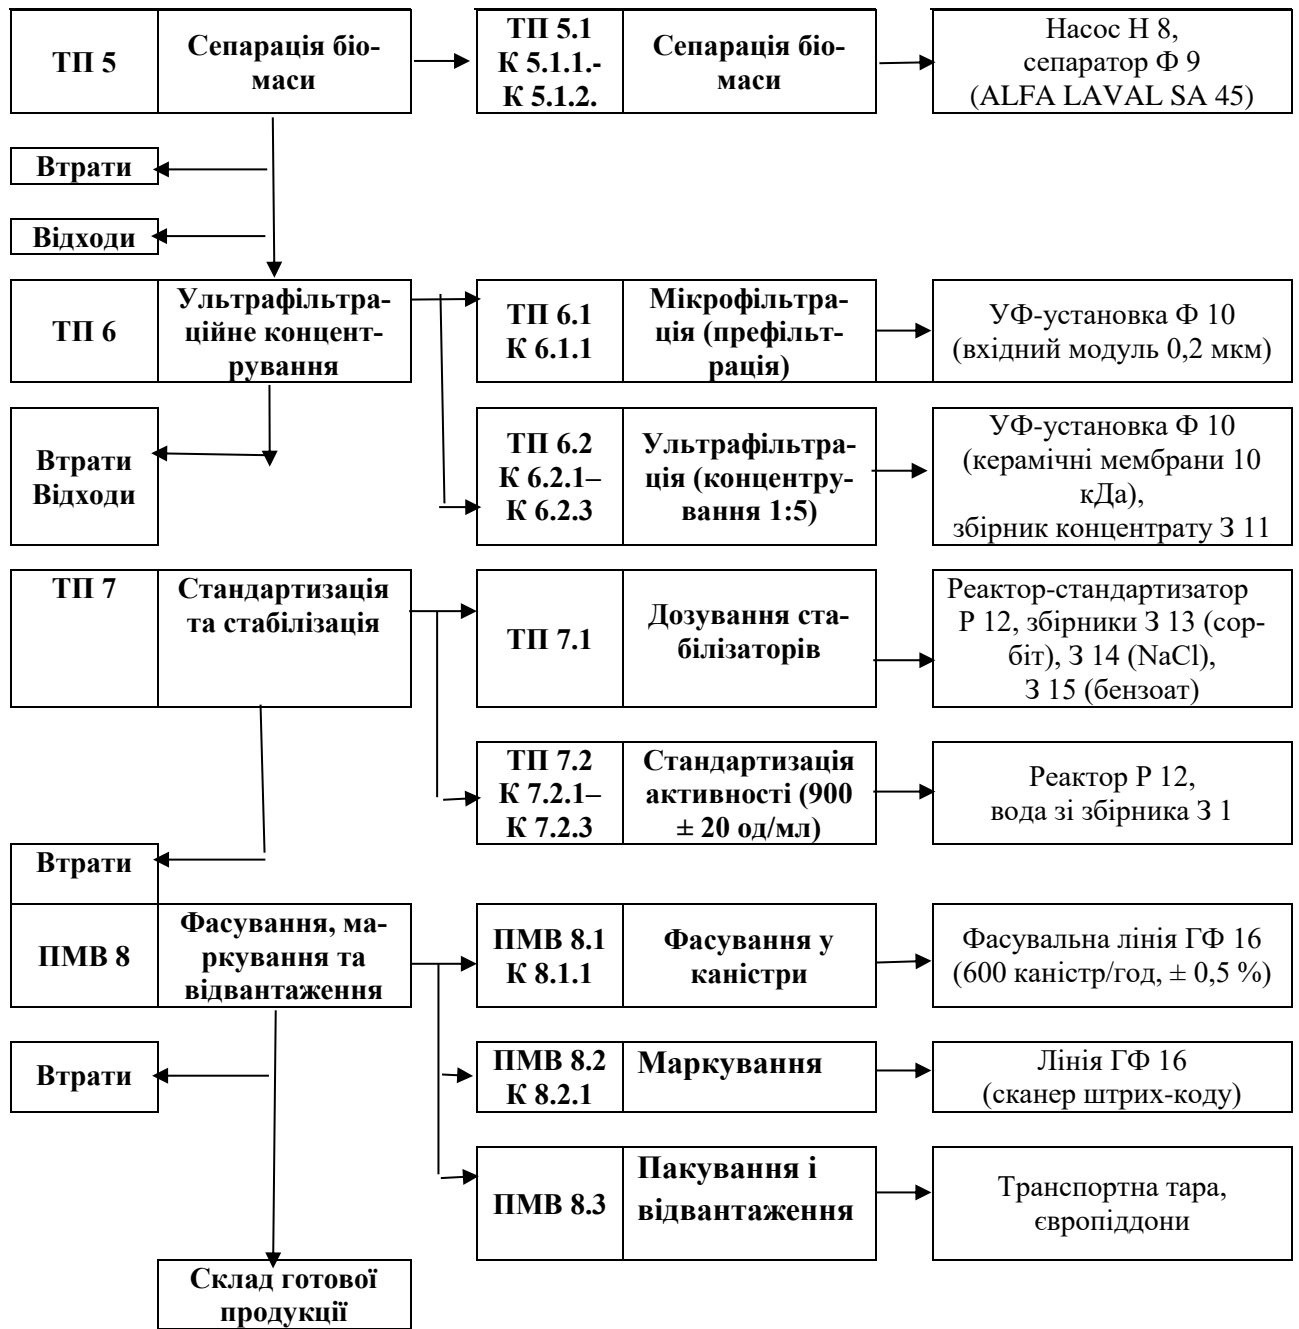 ТП 5
Сепарація біо-
маси
ТП 5.1
К 5.1.1.-
К 5.1.2.
Сепарація біо-
маси
Насос Н 8,
сепаратор Ф 9
(ALFA LAVAL SA 45)
Втрати
Відходи
ТП 6
Ультрафільтра-
ційне концент-
рування
ТП 6.1
К 6.1.1
Мікрофільтра-
ція (префільт-
рація)
УФ-установка Ф 10
(вхідний модуль 0,2 мкм)
Втрати
Відходи
ТП 6.2
К 6.2.1–
К 6.2.3
Ультрафільтра-
ція (концентру-
вання 1:5)
УФ-установка Ф 10
(керамічні мембрани 10
кДа),
збірник концентрату З 11
ТП 7
Стандартизація
та стабілізація
ТП 7.1
Дозування ста-
білізаторів
Реактор-стандартизатор
Р 12, збірники З 13 (сор-
біт), З 14 (NaCl),
З 15 (бензоат)
ТП 7.2
К 7.2.1–
К 7.2.3
Стандартизація
активності (900
± 20 од/мл)
Реактор Р 12,
вода зі збірника З 1
Втрати
ПМВ 8
Фасування, ма-
ркування та
відвантаження
ПМВ 8.1
К 8.1.1
Фасування у
каністри
Фасувальна лінія ГФ 16
(600 каністр/год, ± 0,5 %)
Втрати
ПМВ 8.2
К 8.2.1
Маркування
Лінія ГФ 16
(сканер штрих-коду)
ПМВ 8.3
Пакування і
відвантаження
Транспортна тара,
європіддони
Склад готової
продукції